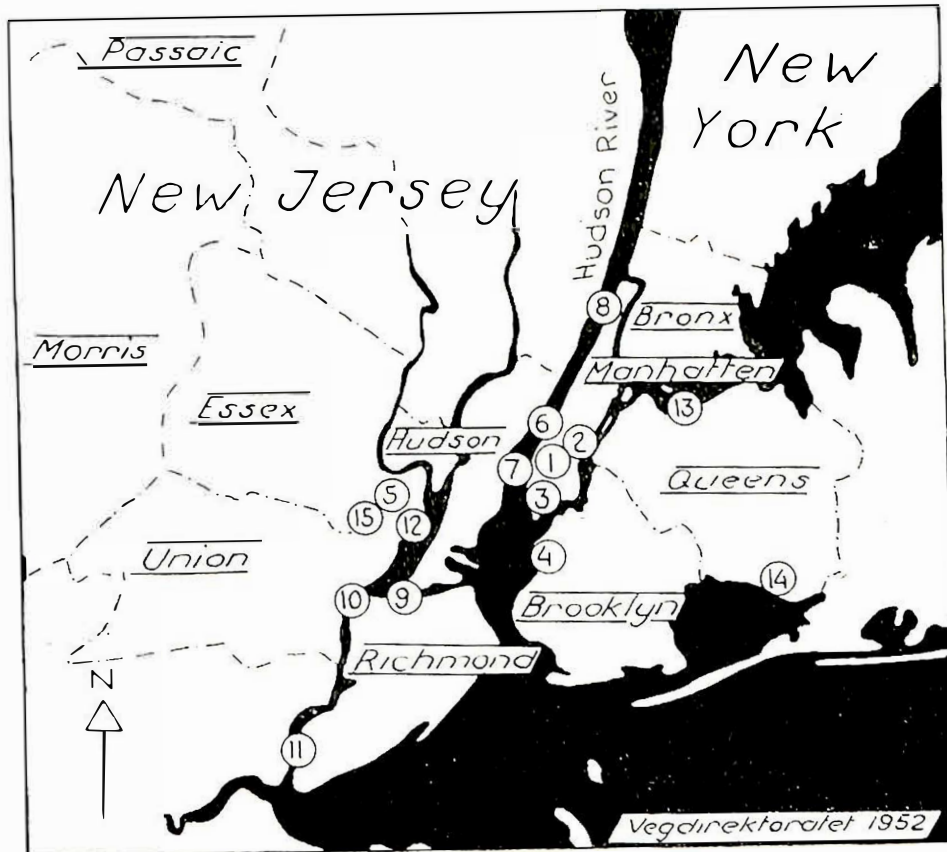 Passaic
New
York
Hudson River
New Jersey
8
Bronx
Morris
Manhatten
Essex
13
6
Hudson
2
1
7
Queens
5
3
15
12
4
Union
14
10
9
Brooklyn
Richmond
N
11
Vegdirektoratet 1952